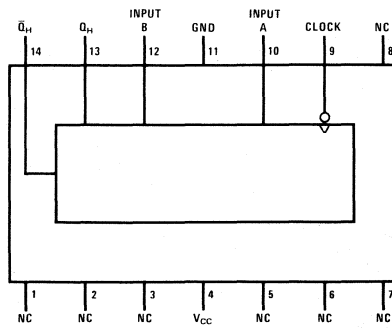 INPUT INPUT
Q̄H QH B GND A CLOCK NC
14 13 12 11 10 9 8
1 2 3 4 5 6 7
NC NC NC VCC NC NC NC